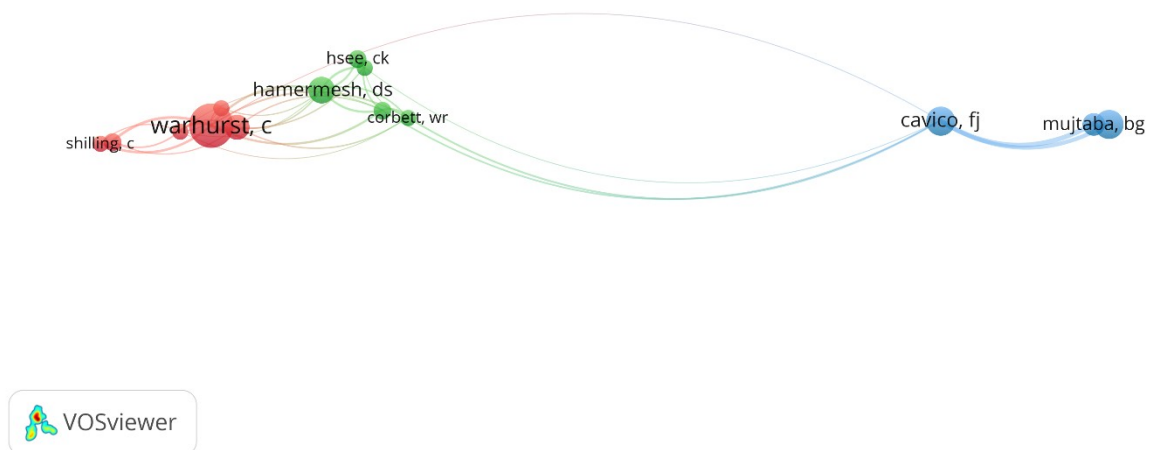 hsee, ck
hamermesh, ds
corbett, wr
warhurst, c
shilling, c
cavico, fj
mujtaba, bg
VOSviewer